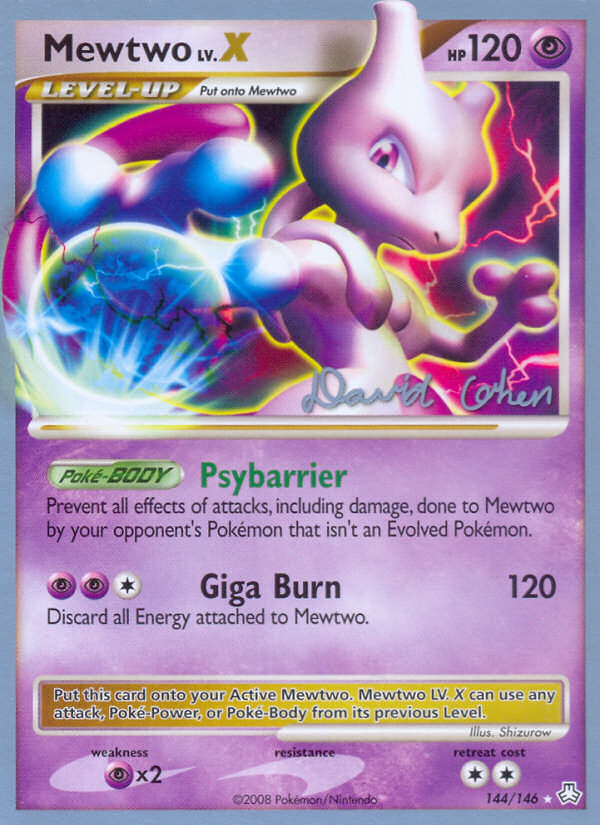 Mewtwo LV. X
HP 120
LEVEL-UP Put onto Mewtwo
David Cohen
Poké-BODY Psybarrier
Prevent all effects of attacks, including damage, done to Mewtwo
by your opponent's Pokémon that isn't an Evolved Pokémon.
Giga Burn 120
Discard all Energy attached to Mewtwo.
Put this card onto your Active Mewtwo. Mewtwo LV. X can use any
attack, Poké-Power, or Poké-Body from its previous Level.
Illus. Shizurow
weakness resistance retreat cost
x2
©2008 Pokémon/Nintendo 144/146